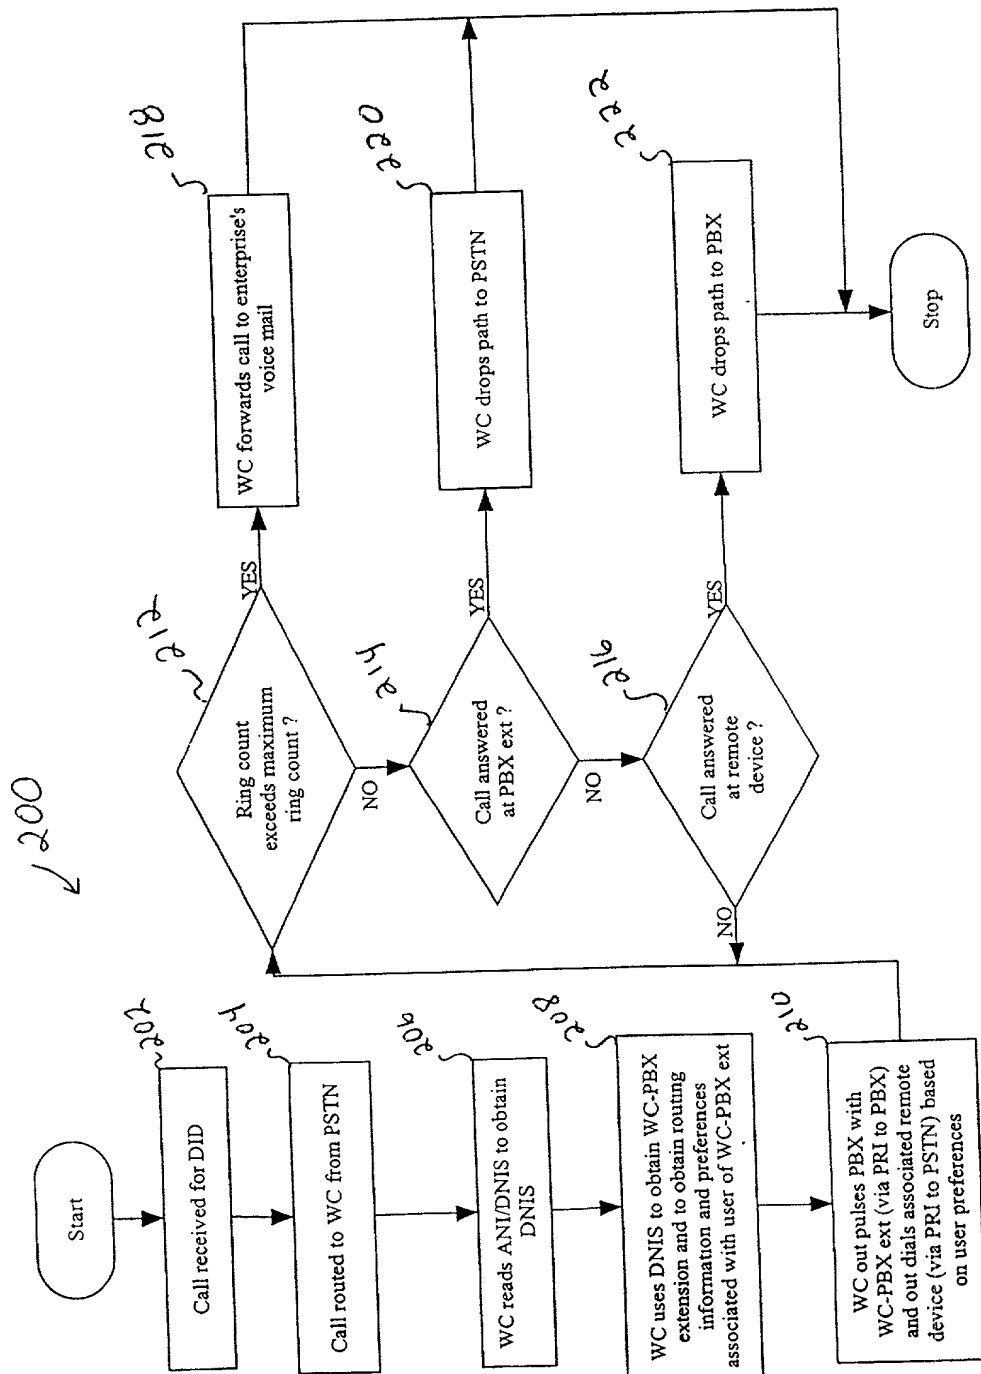 200
Start
202
Call received for DID
204
Call routed to WC from PSTN
206
WC reads ANI/DNIS to obtain
DNIS
208
WC uses DNIS to obtain WC-PBX
extension and to obtain routing
information and preferences
associated with user of WC-PBX ext
210
WC out pulses PBX with
WC-PBX ext (via PRI to PBX)
and out dials associated remote
device (via PRI to PSTN) based
on user preferences
212
Ring count
exceeds maximum
ring count ?
YES
NO
218
WC forwards call to enterprise's
voice mail
214
Call answered
at PBX ext ?
YES
NO
220
WC drops path to PSTN
216
Call answered
at remote
device ?
YES
NO
222
WC drops path to PBX
Stop